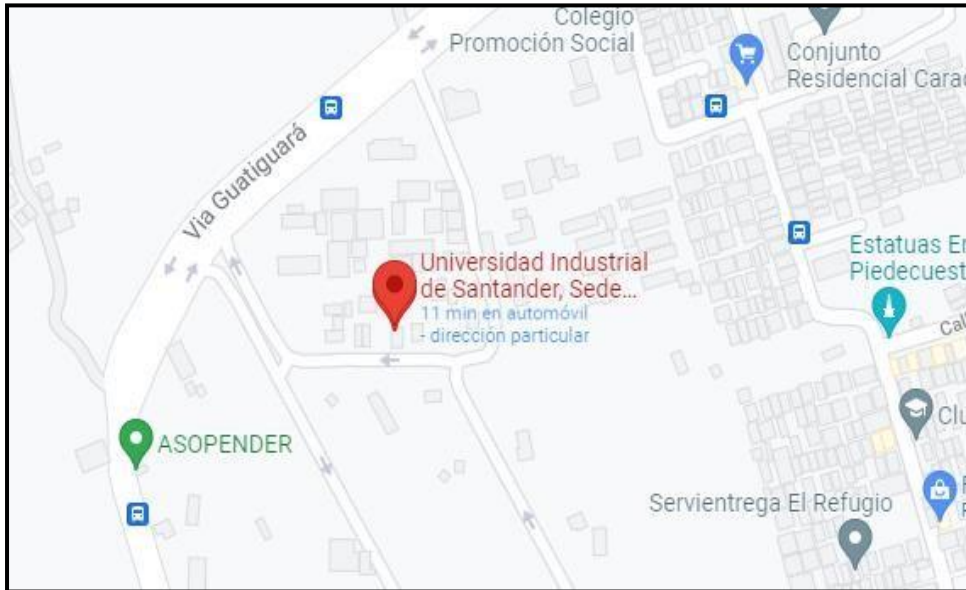 Colegio
Promoción Social
Conjunto
Residencial Carac
Via Guatiguará
Universidad Industrial
de Santander, Sede...
11 min en automóvil
- dirección particular
Estatuas En
Piedecuest
Cal
ASOPENDER
Clu
Servientrega El Refugio